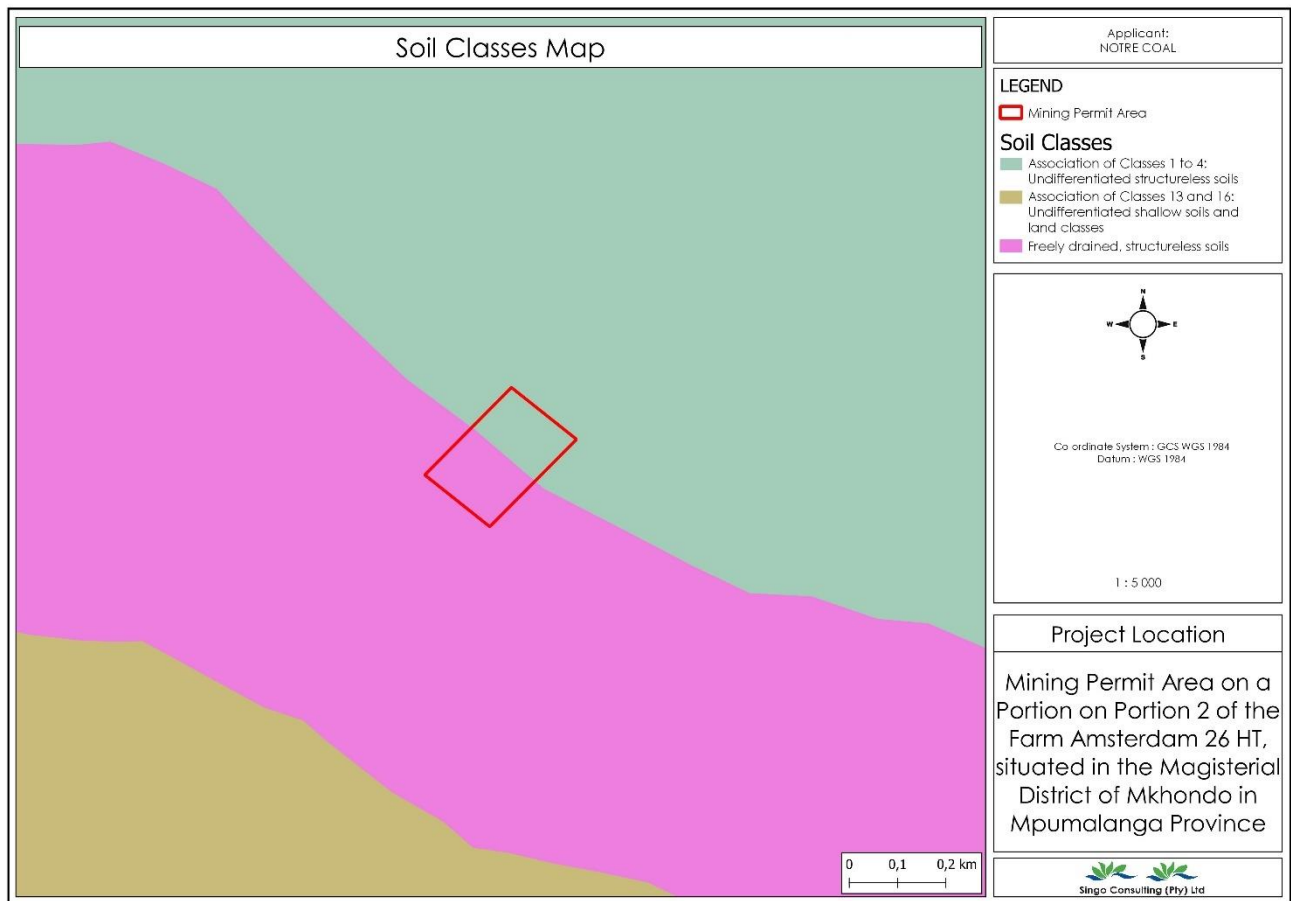 Soil Classes Map
Applicant:
NOTRE COAL
LEGEND
Mining Permit Area
Soil Classes
Association of Classes 1 to 4:
Undifferentiated structureless soils
Association of Classes 13 and 16:
Undifferentiated shallow soils and
land classes
Freely drained, structureless soils
N
W
E
S
Co ordinate System : GCS WGS 1984
Datum : WGS 1984
1 : 5 000
Project Location
Mining Permit Area on a
Portion on Portion 2 of the
Farm Amsterdam 26 HT,
situated in the Magisterial
District of Mkhondo in
Mpumalanga Province
0 0,1 0,2 km
Singo Consulting (Pty) Ltd